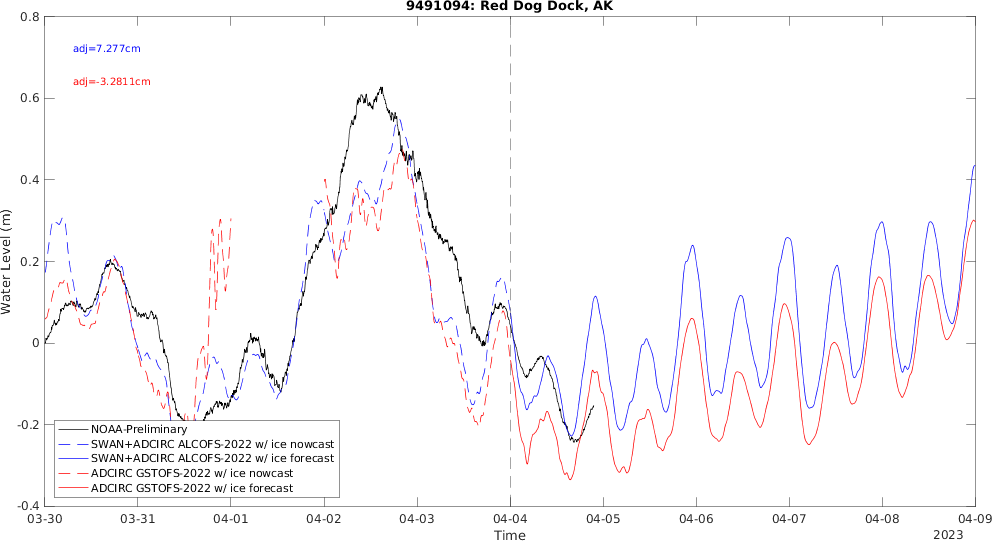 9491094: Red Dog Dock, AK
0.8
adj=7.277cm
adj=-3.2811cm
0.6
0.4
0.2
0
-0.2
-0.4
Water Level (m)
NOAA-Preliminary
SWAN+ADCIRC ALCOFS-2022 w/ ice nowcast
SWAN+ADCIRC ALCOFS-2022 w/ ice forecast
ADCIRC GSTOFS-2022 w/ ice nowcast
ADCIRC GSTOFS-2022 w/ ice forecast
03-30 03-31 04-01 04-02 04-03 04-04 04-05 04-06 04-07 04-08 04-09
Time
2023